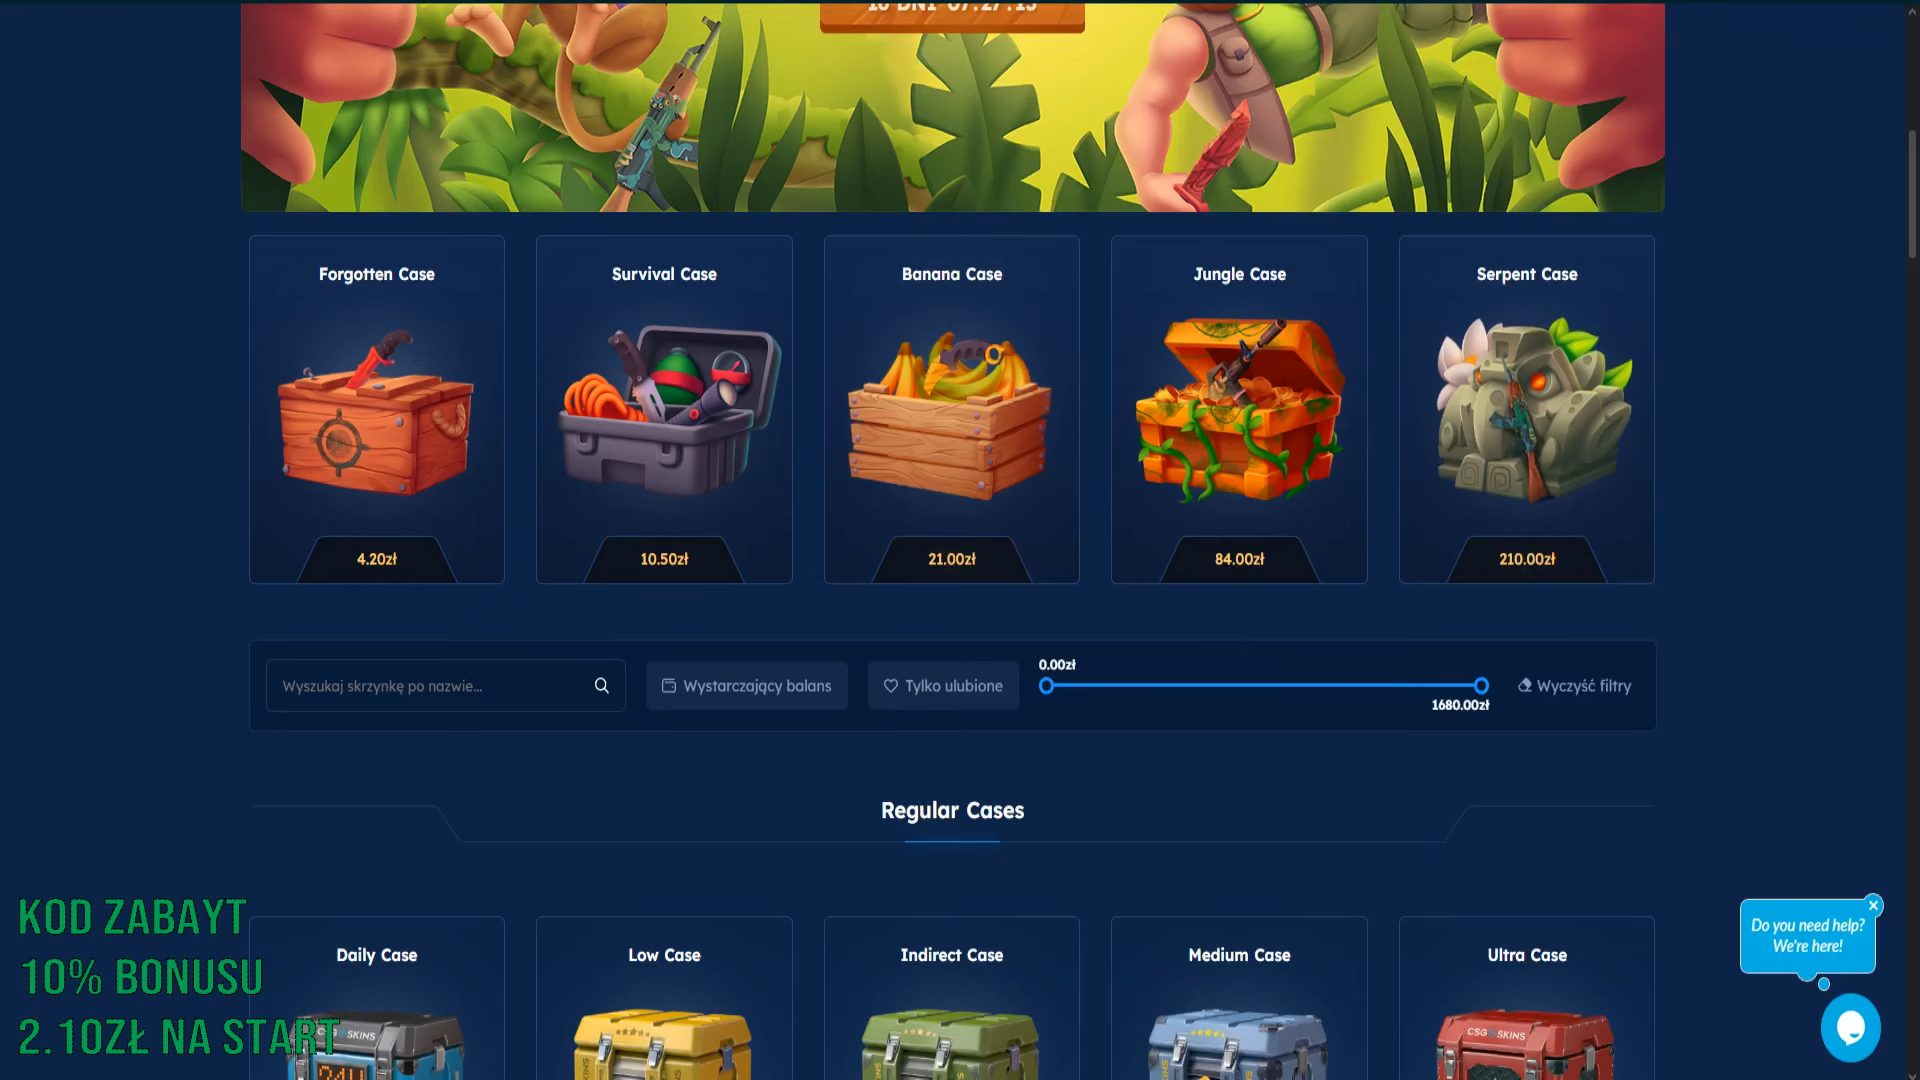 Forgotten Case
Survival Case
Banana Case
Jungle Case
Serpent Case
4.20zł
10.50zł
21.00zł
84.00zł
210.00zł
Wyszukaj skrzynkę po nazwie...
Wystarczający balans
Tylko ulubione
0.00zł
1680.00zł
Wyczyść filtry
Regular Cases
Daily Case
Low Case
Indirect Case
Medium Case
Ultra Case
KOD ZABAYT
10% BONUSU
2.10ZŁ NA START
Do you need help?
We're here!